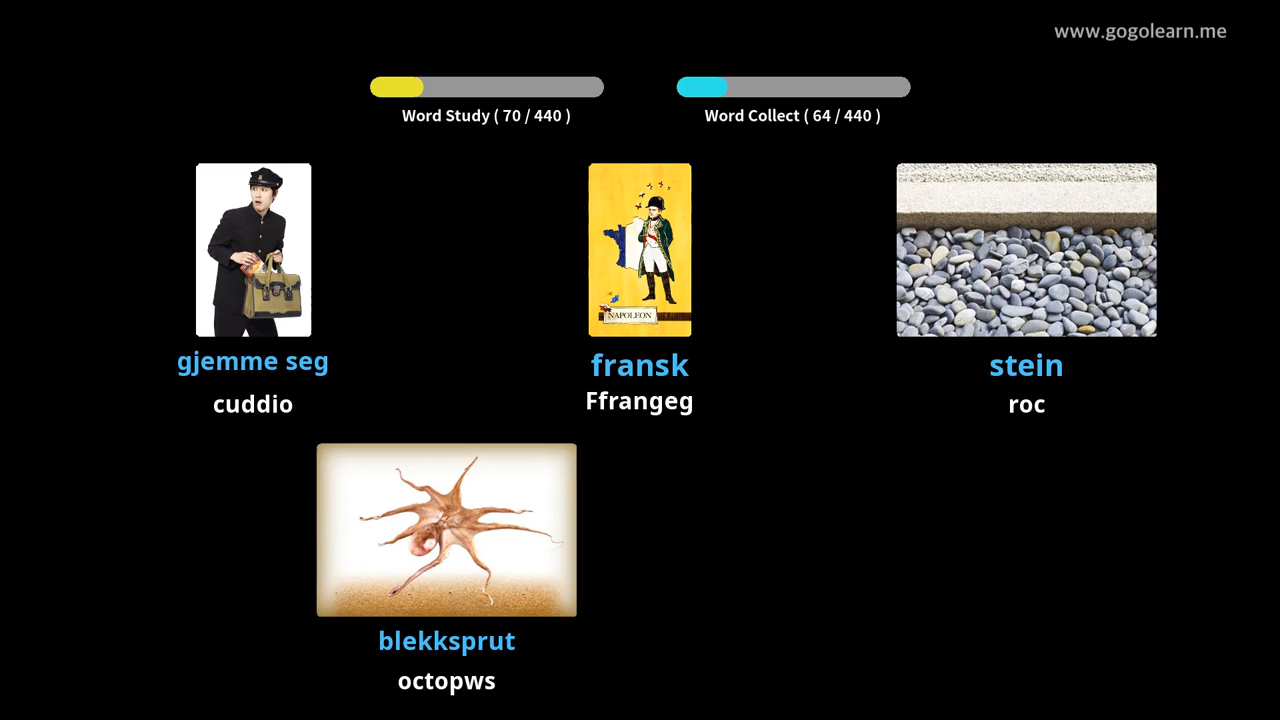 www.gogolearn.me
Word Study ( 70 / 440 )
Word Collect ( 64 / 440 )
NAPOLEON
gjemme seg
fransk
stein
cuddio
Ffrangeg
roc
blekksprut
octopws